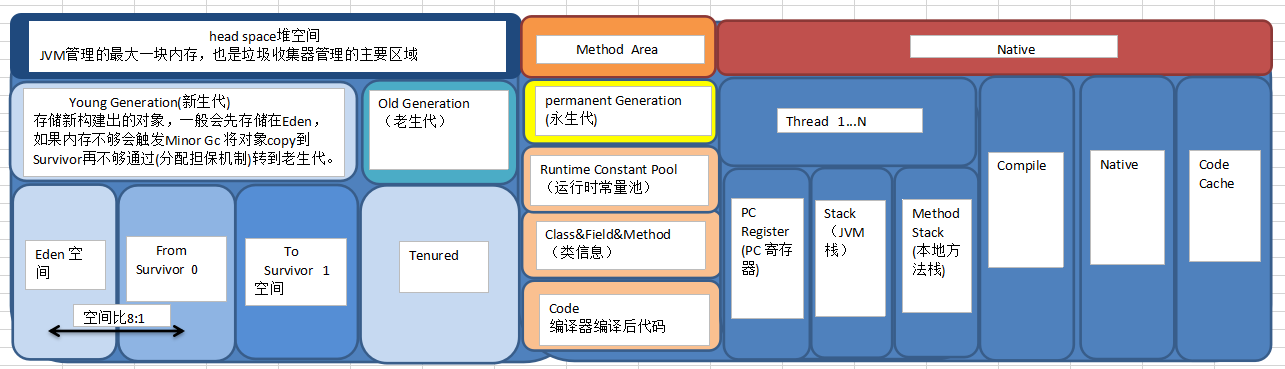 head space堆空间
JVM管理的最大一块内存，也是垃圾收集器管理的主要区域
Method Area
Native
Young Generation(新生代)
存储新构建出的对象，一般会先存储在Eden，
如果内存不够会触发Minor Gc 将对象copy到
Survivor再不够通过(分配担保机制)转到老生代。
Old Generation
（老生代）
permanent Generation
(永生代)
Thread 1...N
Runtime Constant Pool
（运行时常量池）
Class&Field&Method
（类信息）
Code
编译器编译后代码
Eden 空
间
From
Survivor 0
To
Survivor 1
空间
空间比8:1
Tenured
PC
Register
(PC 寄存
器)
Stack
（JVM
栈）
Method
Stack
(本地方
法栈)
Compile
Native
Code
Cache